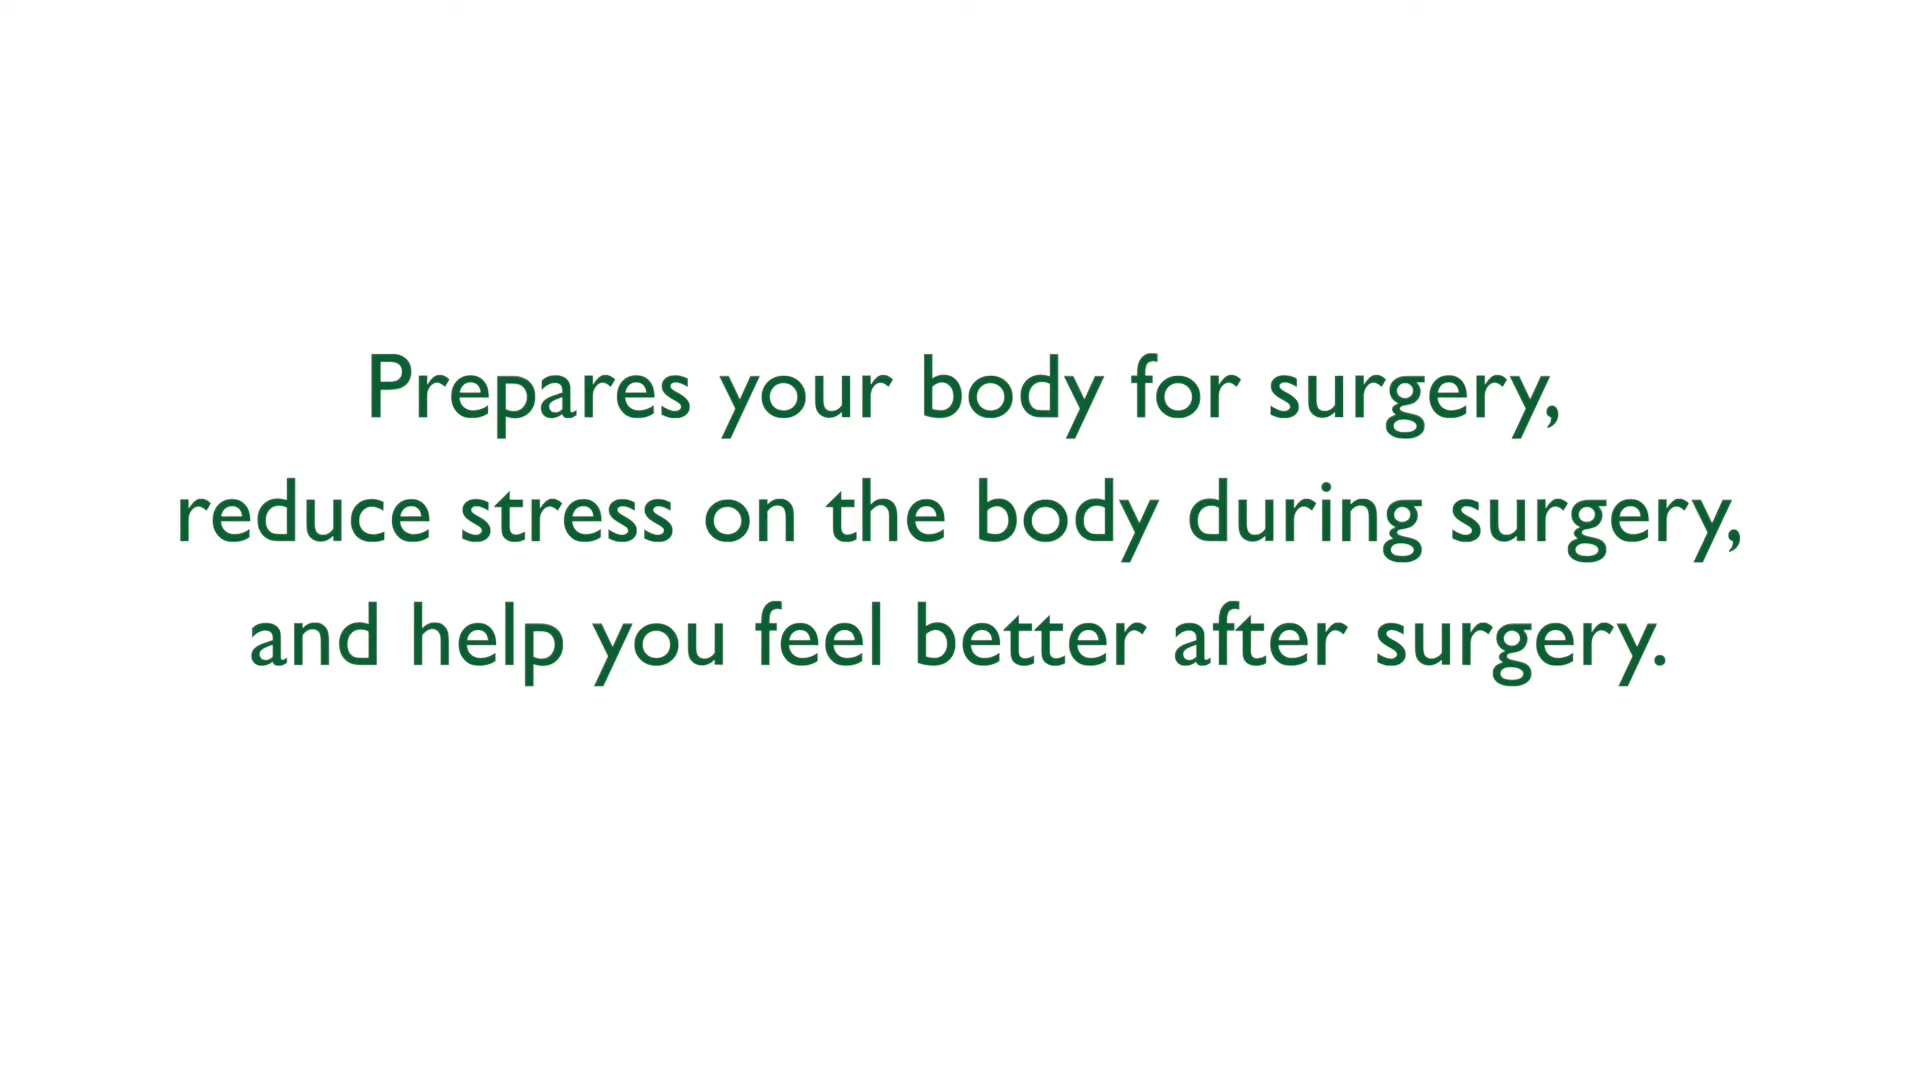 Prepares your body for surgery,
reduce stress on the body during surgery,
and help you feel better after surgery.